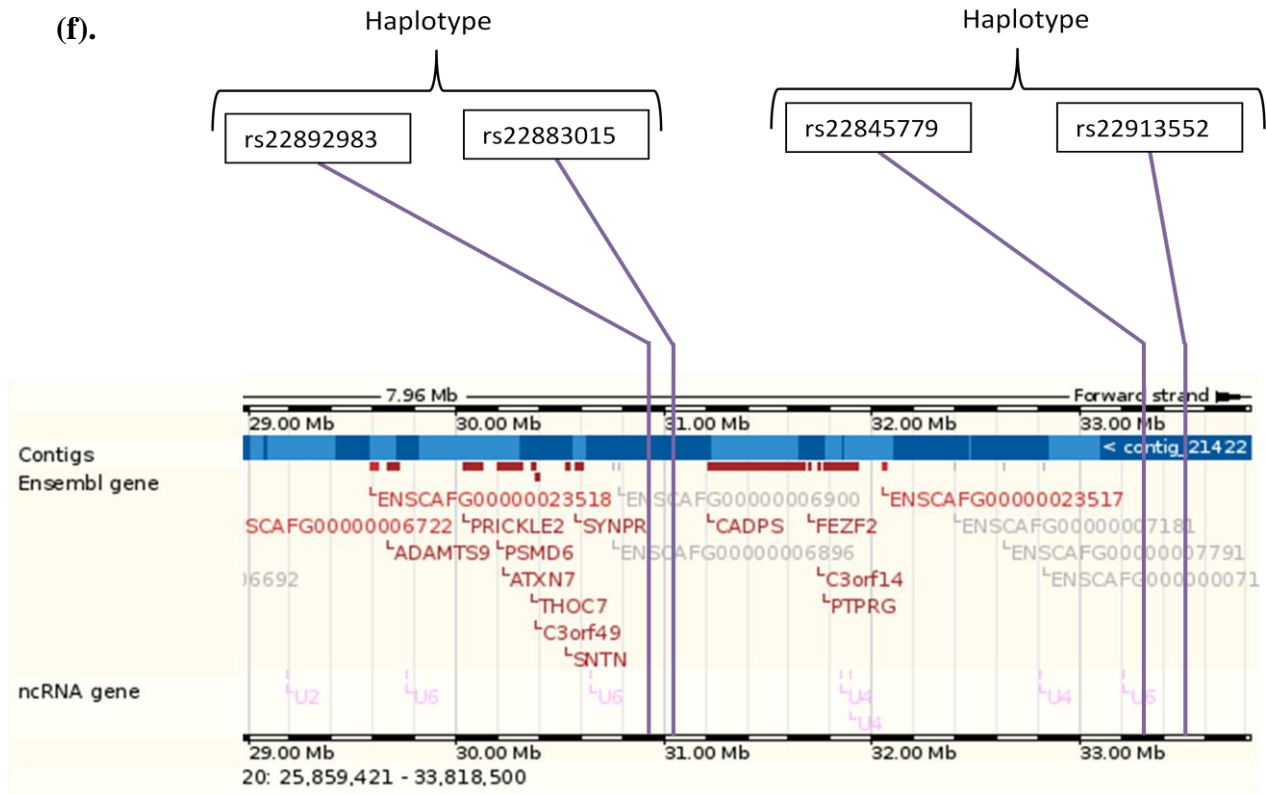 (f).
Haplotype
Haplotype
rs22892983
rs22883015
rs22845779
rs22913552
7.96 Mb
Forward strand
29.00 Mb 30.00 Mb 31.00 Mb 32.00 Mb 33.00 Mb
Contigs
< contig_21422
Ensembl gene
ENSCAFG00000023518 ENSCAFG00000006900 ENSCAFG00000023517
SCAFG00000006722 PRICKLE2 SYNPR CADPS FEZF2 ENSCAFG00000007181
ADAMTS9 PSMD6 ENSCAFG00000006896 ENSCAFG00000007791
06692 ATXN7 C3orf14 ENSCAFG000000071
THOC7 PTPRG
C3orf49
SNTN
ncRNA gene
U2 U6 U6 U4 U4 U6
U4
29.00 Mb 30.00 Mb 31.00 Mb 32.00 Mb 33.00 Mb
20: 25,859,421 - 33,818,500